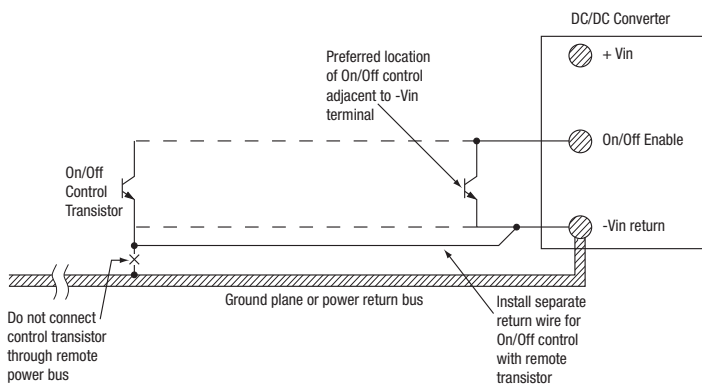 DC/DC Converter
+ Vin
Preferred location
of On/Off control
adjacent to -Vin
terminal
On/Off Enable
On/Off
Control
Transistor
-Vin return
Ground plane or power return bus
Do not connect
control transistor
through remote
power bus
Install separate
return wire for
On/Off control
with remote
transistor